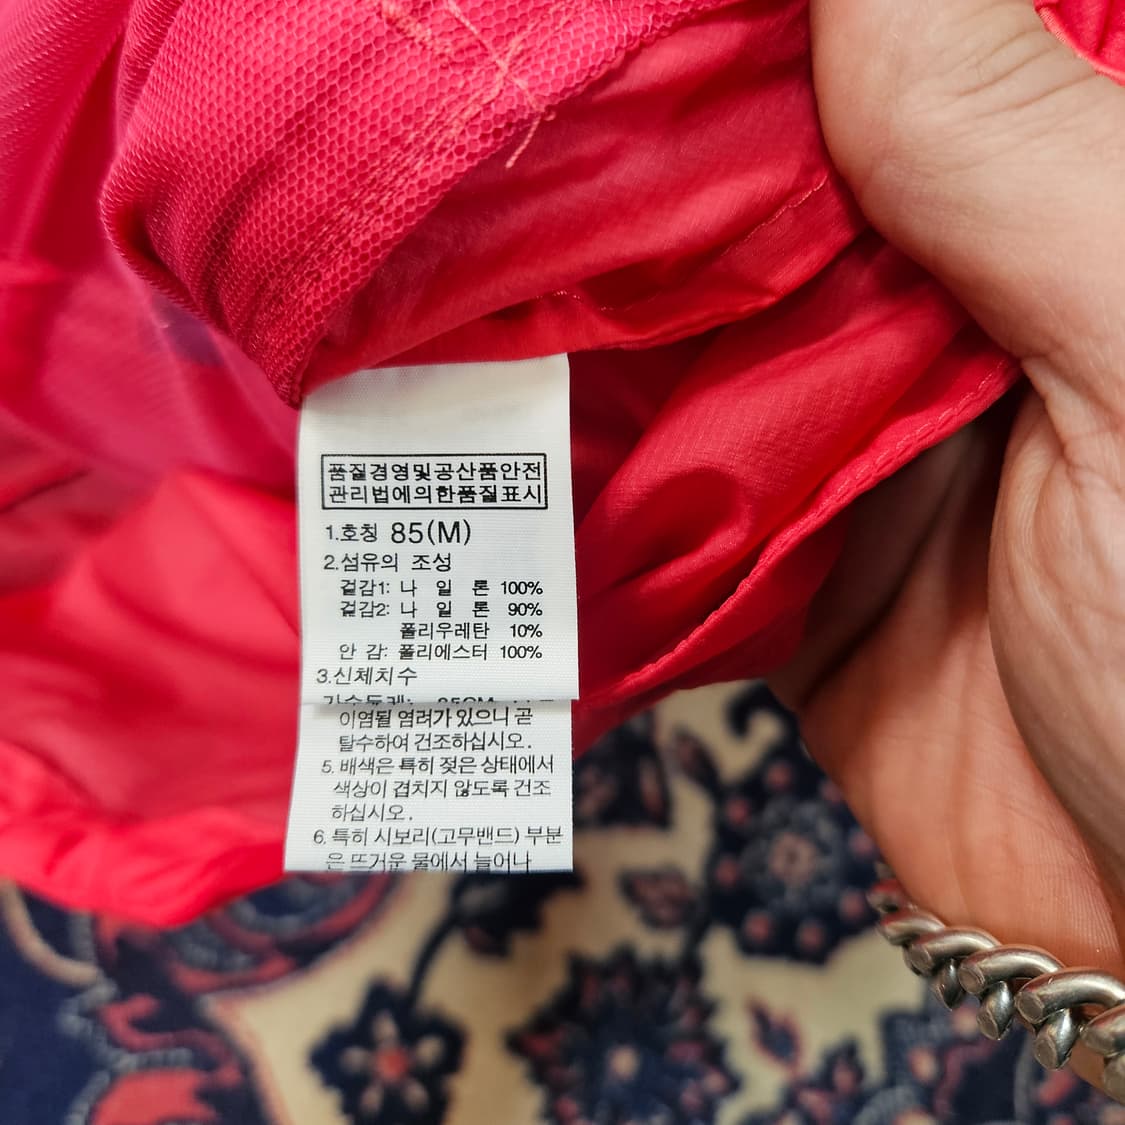 품질경영및공산품안전
관리법에의한품질표시
1.호칭 85(M)
2.섬유의 조성
겉감1: 나 일 론 100%
겉감2: 나 일 론 90%
폴리우레탄 10%
안 감: 폴리에스터 100%
3.신체치수
가슴둘레: 85CM
이염될 염려가 있으니 곧
탈수하여 건조하십시오.
5. 배색은 특히 젖은 상태에서
색상이 겹치지 않도록 건조
하십시오.
6. 특히 시보리(고무밴드) 부분
은 뜨거운 물에서 늘어나